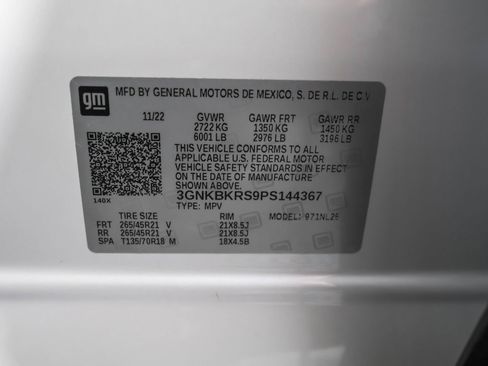 gm
MFD BY GENERAL MOTORS DE MEXICO, S. DE R.L. DE C.V
11/22 GVWR GAWR FRT GAWR RR
2722 KG 1350 KG 1450 KG
6001 LB 2976 LB 3196 LB
THIS VEHICLE CONFORMS TO ALL
APPLICABLE U.S. FEDERAL MOTOR
VEHICLE SAFETY STANDARDS IN EFFECT
ON THE DATE OF MANUFACTURE
SHOWN ABOVE.
140X
3GNKBKRS9PS144367
TYPE: MPV
TIRE SIZE RIM MODEL: 971NL26
FRT 265/45R21 V 21X8.5J
RR 265/45R21 V 21X8.5J
SPA T135/70R18 M 18X4.5B